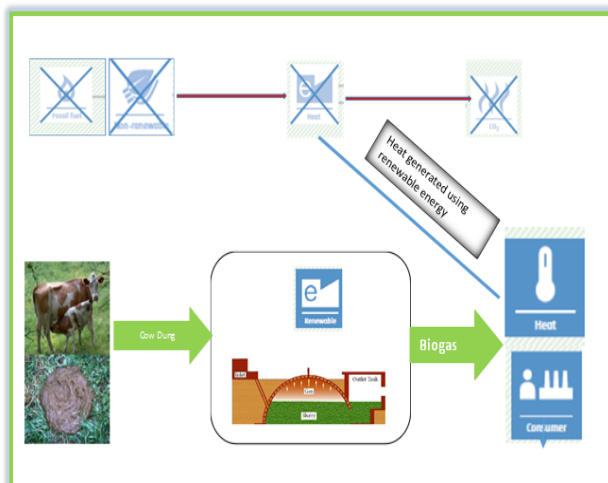 Fossil fuel
Non-renewable
Heat
CO₂
Heat generated using
renewable energy
Cow Dung
Renewable
Biogas
Heat
Outlet Tank
Slurry
Consumer